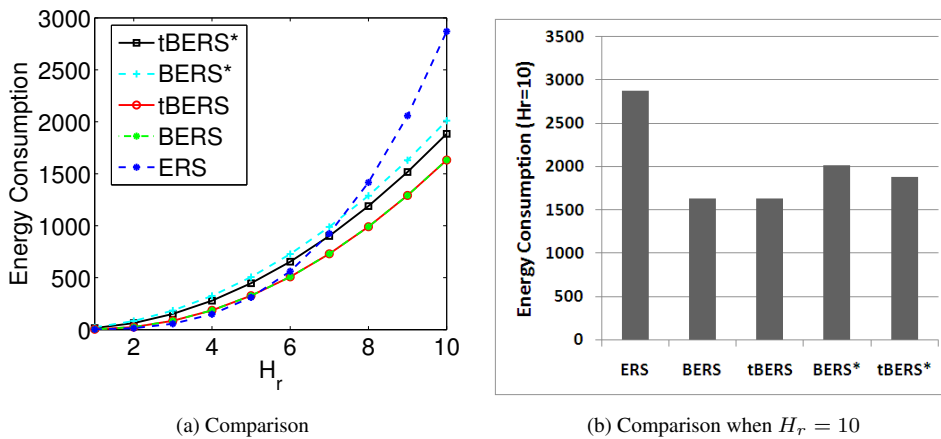 3000
2500
2000
1500
1000
500
0
Energy Consumption
tBERS*
BERS*
tBERS
BERS
ERS
2 4 6 8 10
H_r
(a) Comparison
3500
3000
2500
2000
1500
1000
500
0
Energy Consumption (Hr=10)
ERS BERS tBERS BERS* tBERS*
(b) Comparison when H_r = 10